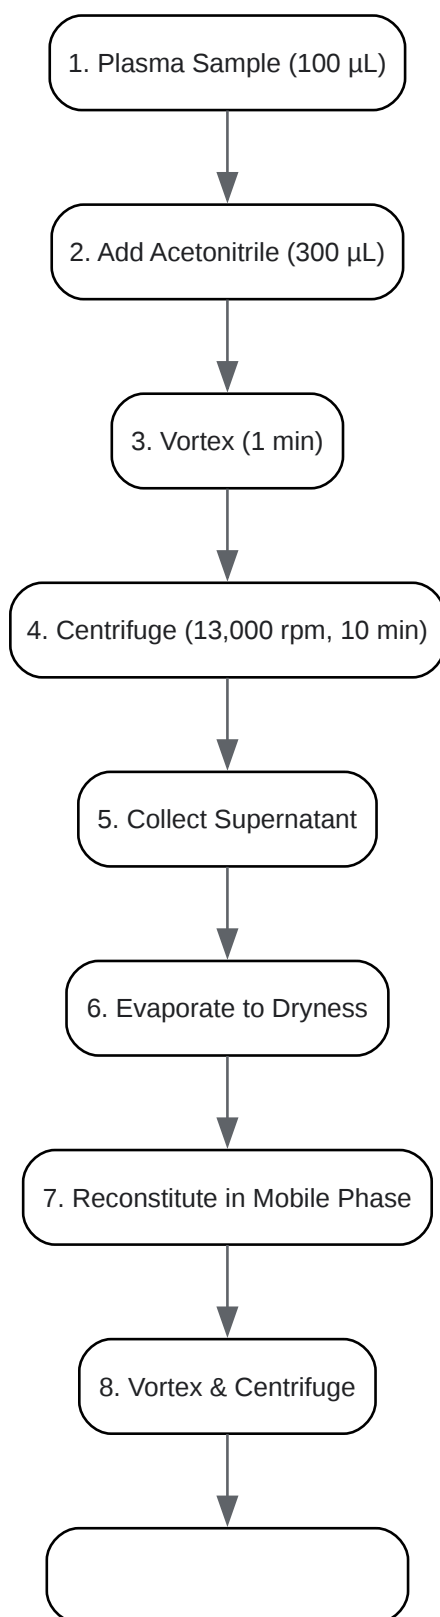 1. Plasma Sample (100 µL)
2. Add Acetonitrile (300 µL)
3. Vortex (1 min)
4. Centrifuge (13,000 rpm, 10 min)
5. Collect Supernatant
6. Evaporate to Dryness
7. Reconstitute in Mobile Phase
8. Vortex & Centrifuge